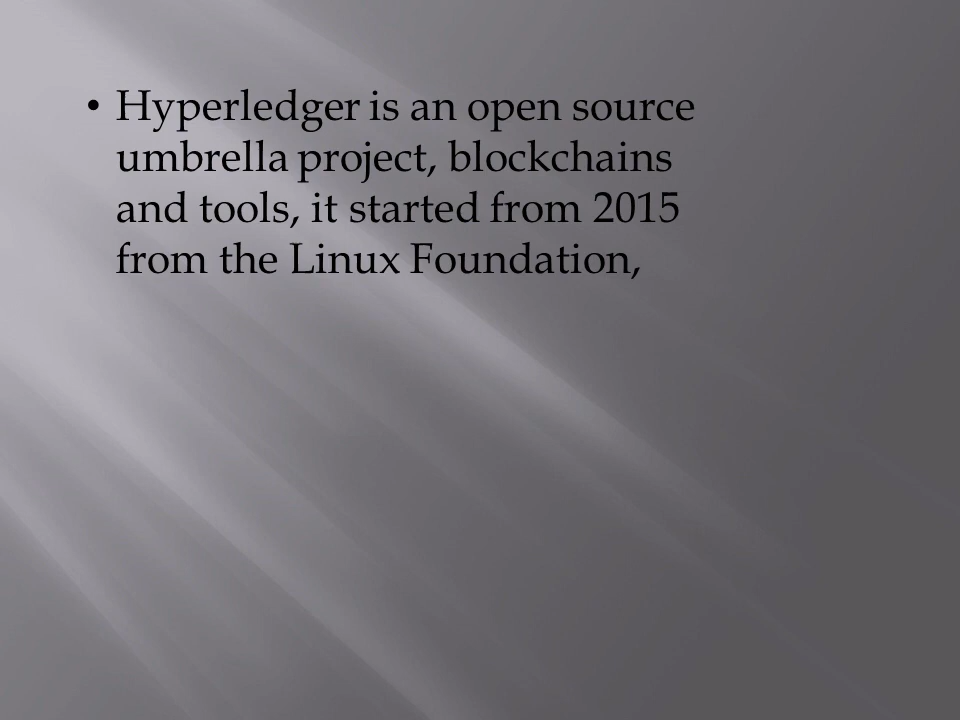 • Hyperledger is an open source
umbrella project, blockchains
and tools, it started from 2015
from the Linux Foundation,